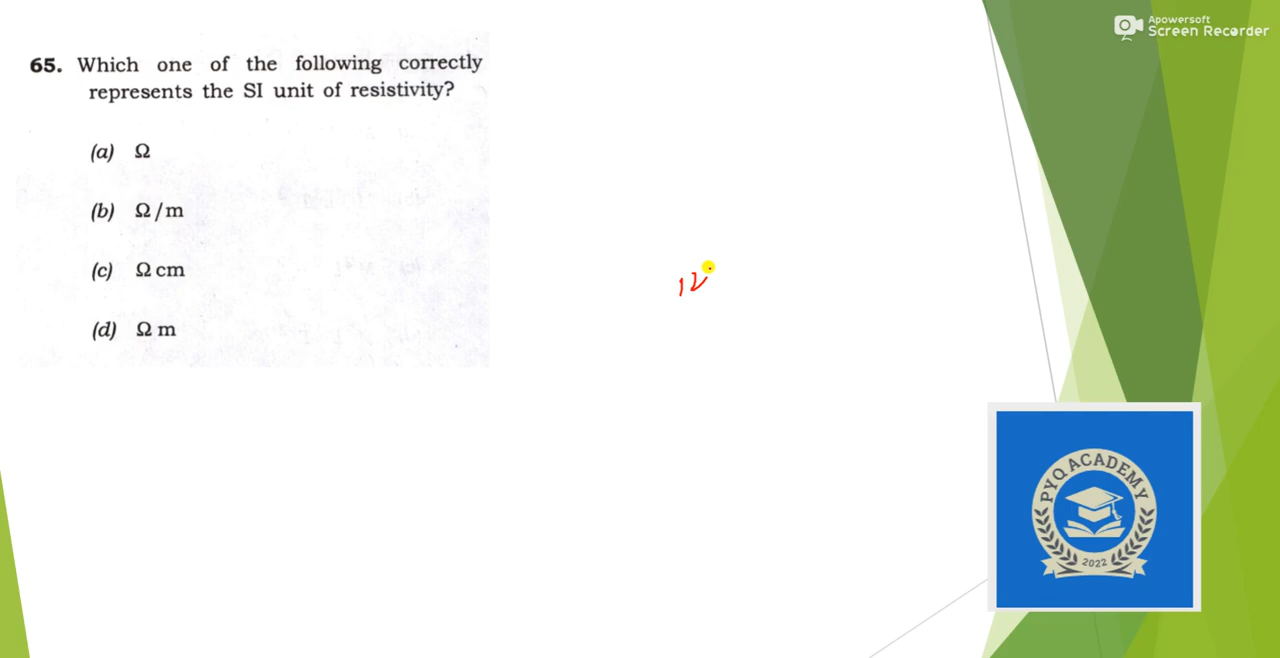 Apowersoft
Screen Recorder
65. Which one of the following correctly
represents the SI unit of resistivity?
(a) Ω
(b) Ω/m
(c) Ω cm
(d) Ω m
PYQ ACADEMY
2022